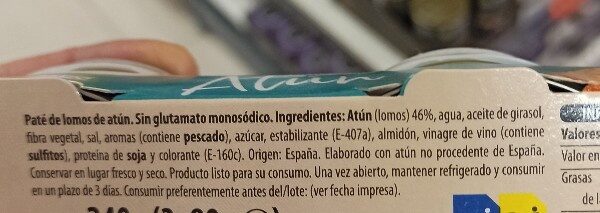 Atún
Paté de lomos de atún. Sin glutamato monosódico. Ingredientes: Atún (lomos) 46%, agua, aceite de girasol,
fibra vegetal, sal, aromas (contiene pescado), azúcar, estabilizante (E-407a), almidón, vinagre de vino (contiene
sulfitos), proteína de soja y colorante (E-160c). Origen: España. Elaborado con atún no procedente de España.
Conservar en lugar fresco y seco. Producto listo para su consumo. Una vez abierto, mantener refrigerado y consumir
en un plazo de 3 días. Consumir preferentemente antes del/lote: (ver fecha impresa).
Valores
Valor en
Grasas
de l